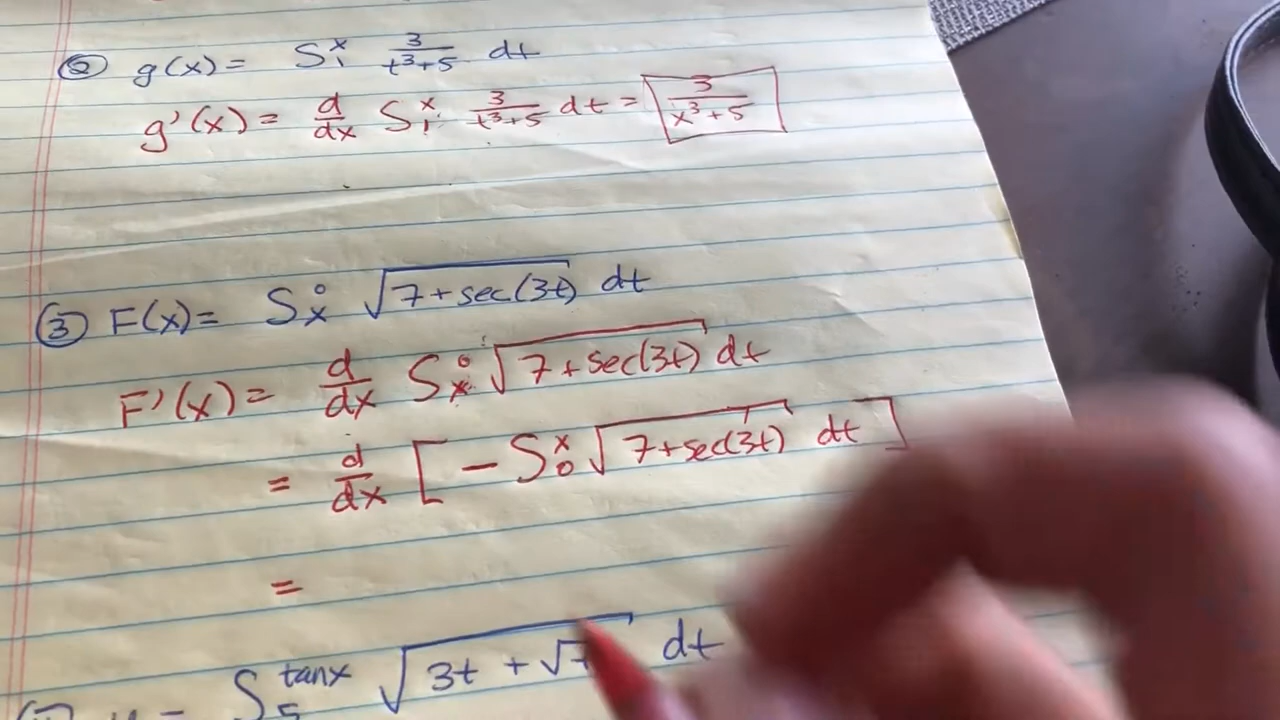 ② g(x) = ∫₁ˣ 3/(t³+5) dt
g'(x) = d/dx ∫₁ˣ 3/(t³+5) dt = 3/(x³+5)
③ F(x) = ∫ₓ⁰ √(7+sec(3t)) dt
F'(x) = d/dx ∫ₓ⁰ √(7+sec(3t)) dt
= d/dx [ - ∫₀ˣ √(7+sec(3t)) dt ]
=
= ∫₅^(tanx) √(3t + √) dt